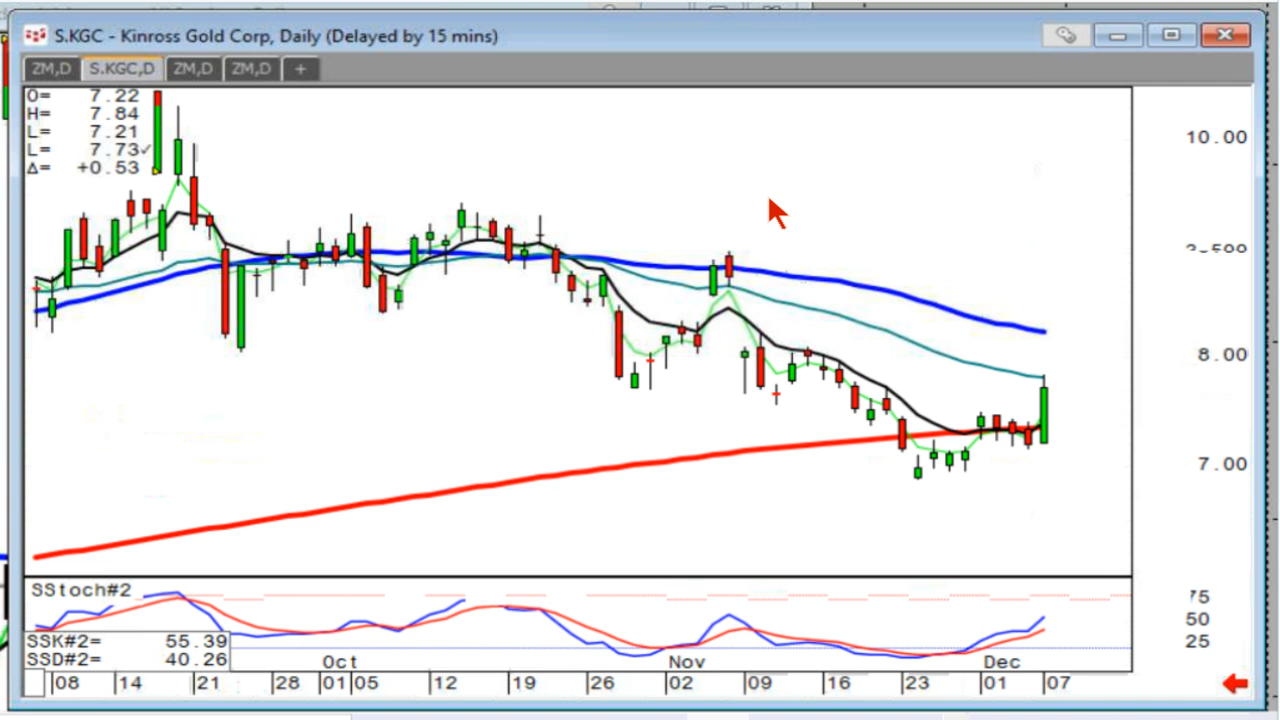 S.KGC - Kinross Gold Corp, Daily (Delayed by 15 mins)
ZM,D S.KGC,D ZM,D ZM,D +
O= 7.22
H= 7.84
L= 7.21
L= 7.73✓
Δ= +0.53
10.00
8.00
7.00
SStoch#2
75
50
25
SSK#2= 55.39
SSD#2= 40.26
Oct Nov Dec
08 14 21 28 01 05 12 19 26 02 09 16 23 01 07